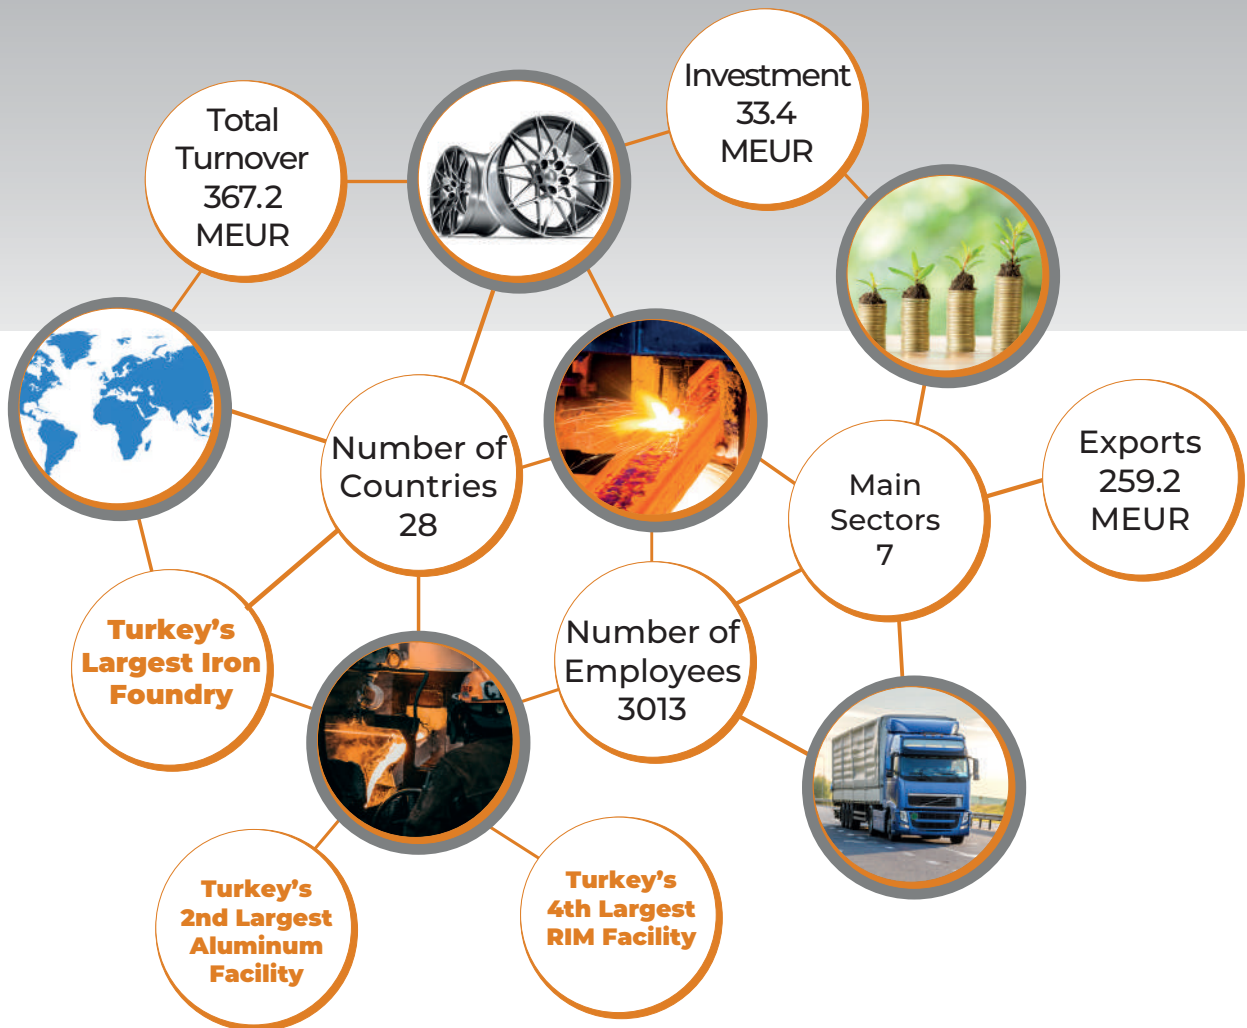 Total
Turnover
367.2
MEUR
Investment
33.4
MEUR
Number of
Countries
28
Main
Sectors
7
Exports
259.2
MEUR
Turkey's
Largest Iron
Foundry
Number of
Employees
3013
Turkey's
2nd Largest
Aluminum
Facility
Turkey's
4th Largest
RIM Facility